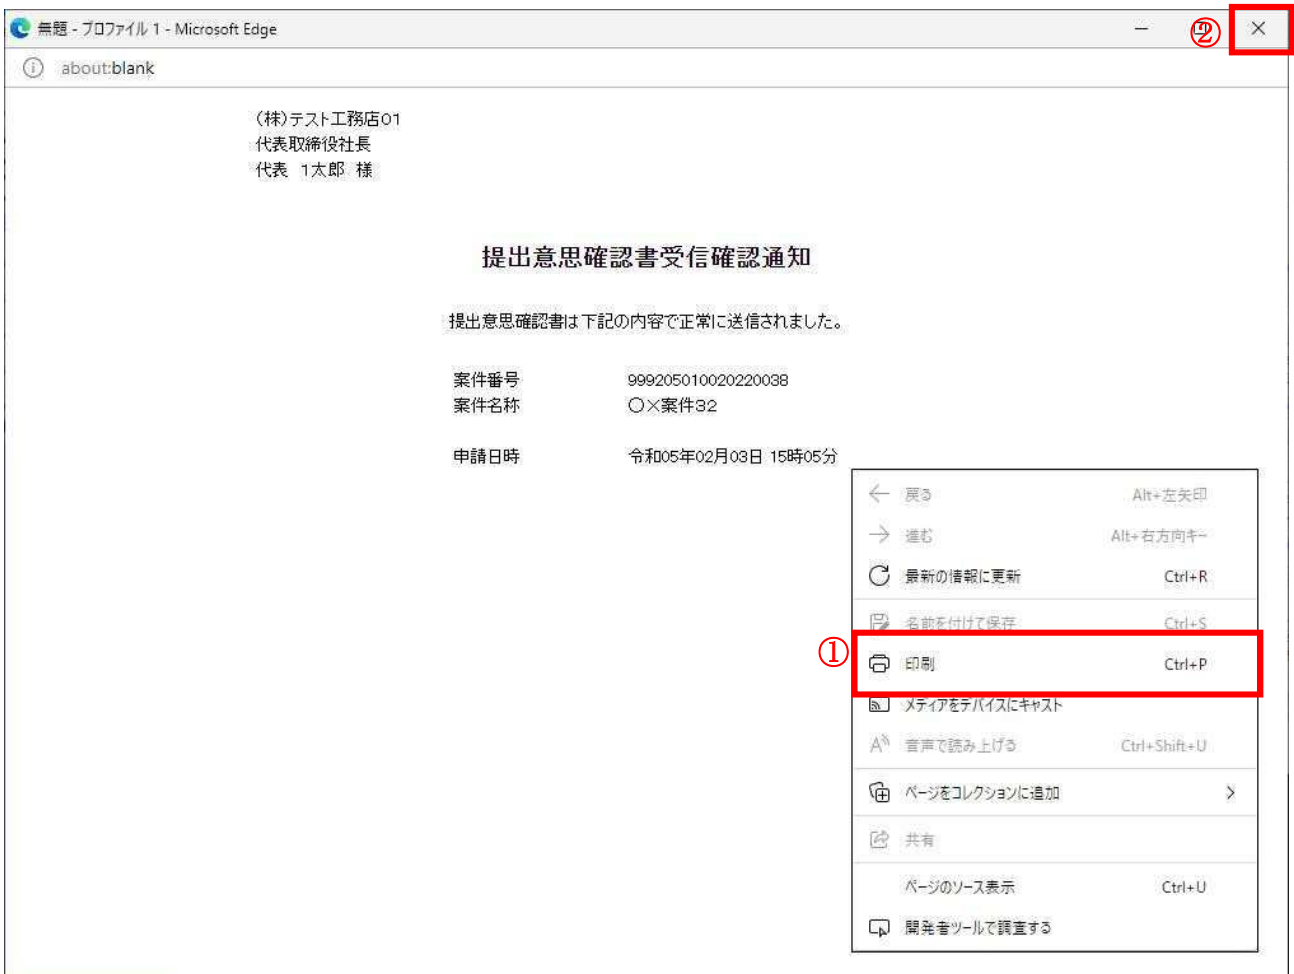 無題 - プロファイル 1 - Microsoft Edge
②
about:blank
(株)テスト工務店01
代表取締役社長
代表 1太郎 様
提出意思確認書受信確認通知
提出意思確認書は下記の内容で正常に送信されました。
案件番号 999205010020220038
案件名称 〇×案件32
申請日時 令和05年02月03日 15時05分
戻る Alt+左矢印
進む Alt+右方向キー
最新の情報に更新 Ctrl+R
名前を付けて保存 Ctrl+S
①
印刷 Ctrl+P
メディアをデバイスにキャスト
音声で読み上げる Ctrl+Shift+U
ページをコレクションに追加
共有
ページのソース表示 Ctrl+U
開発者ツールで調査する